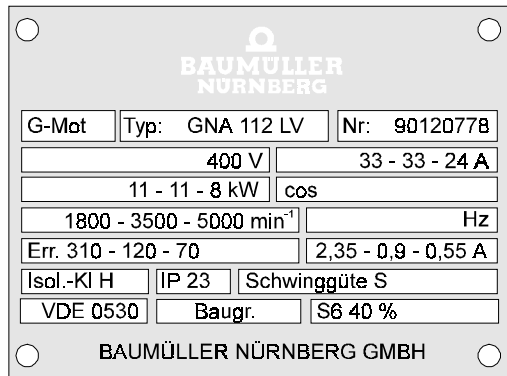 BAUMÜLLER
NÜRNBERG
G-Mot Typ: GNA 112 LV Nr: 90120778
400 V 33 - 33 - 24 A
11 - 11 - 8 kW cos
1800 - 3500 - 5000 min⁻¹ Hz
Err. 310 - 120 - 70 2,35 - 0,9 - 0,55 A
Isol.-Kl H IP 23 Schwinggüte S
VDE 0530 Baugr. S6 40 %
BAUMÜLLER NÜRNBERG GMBH